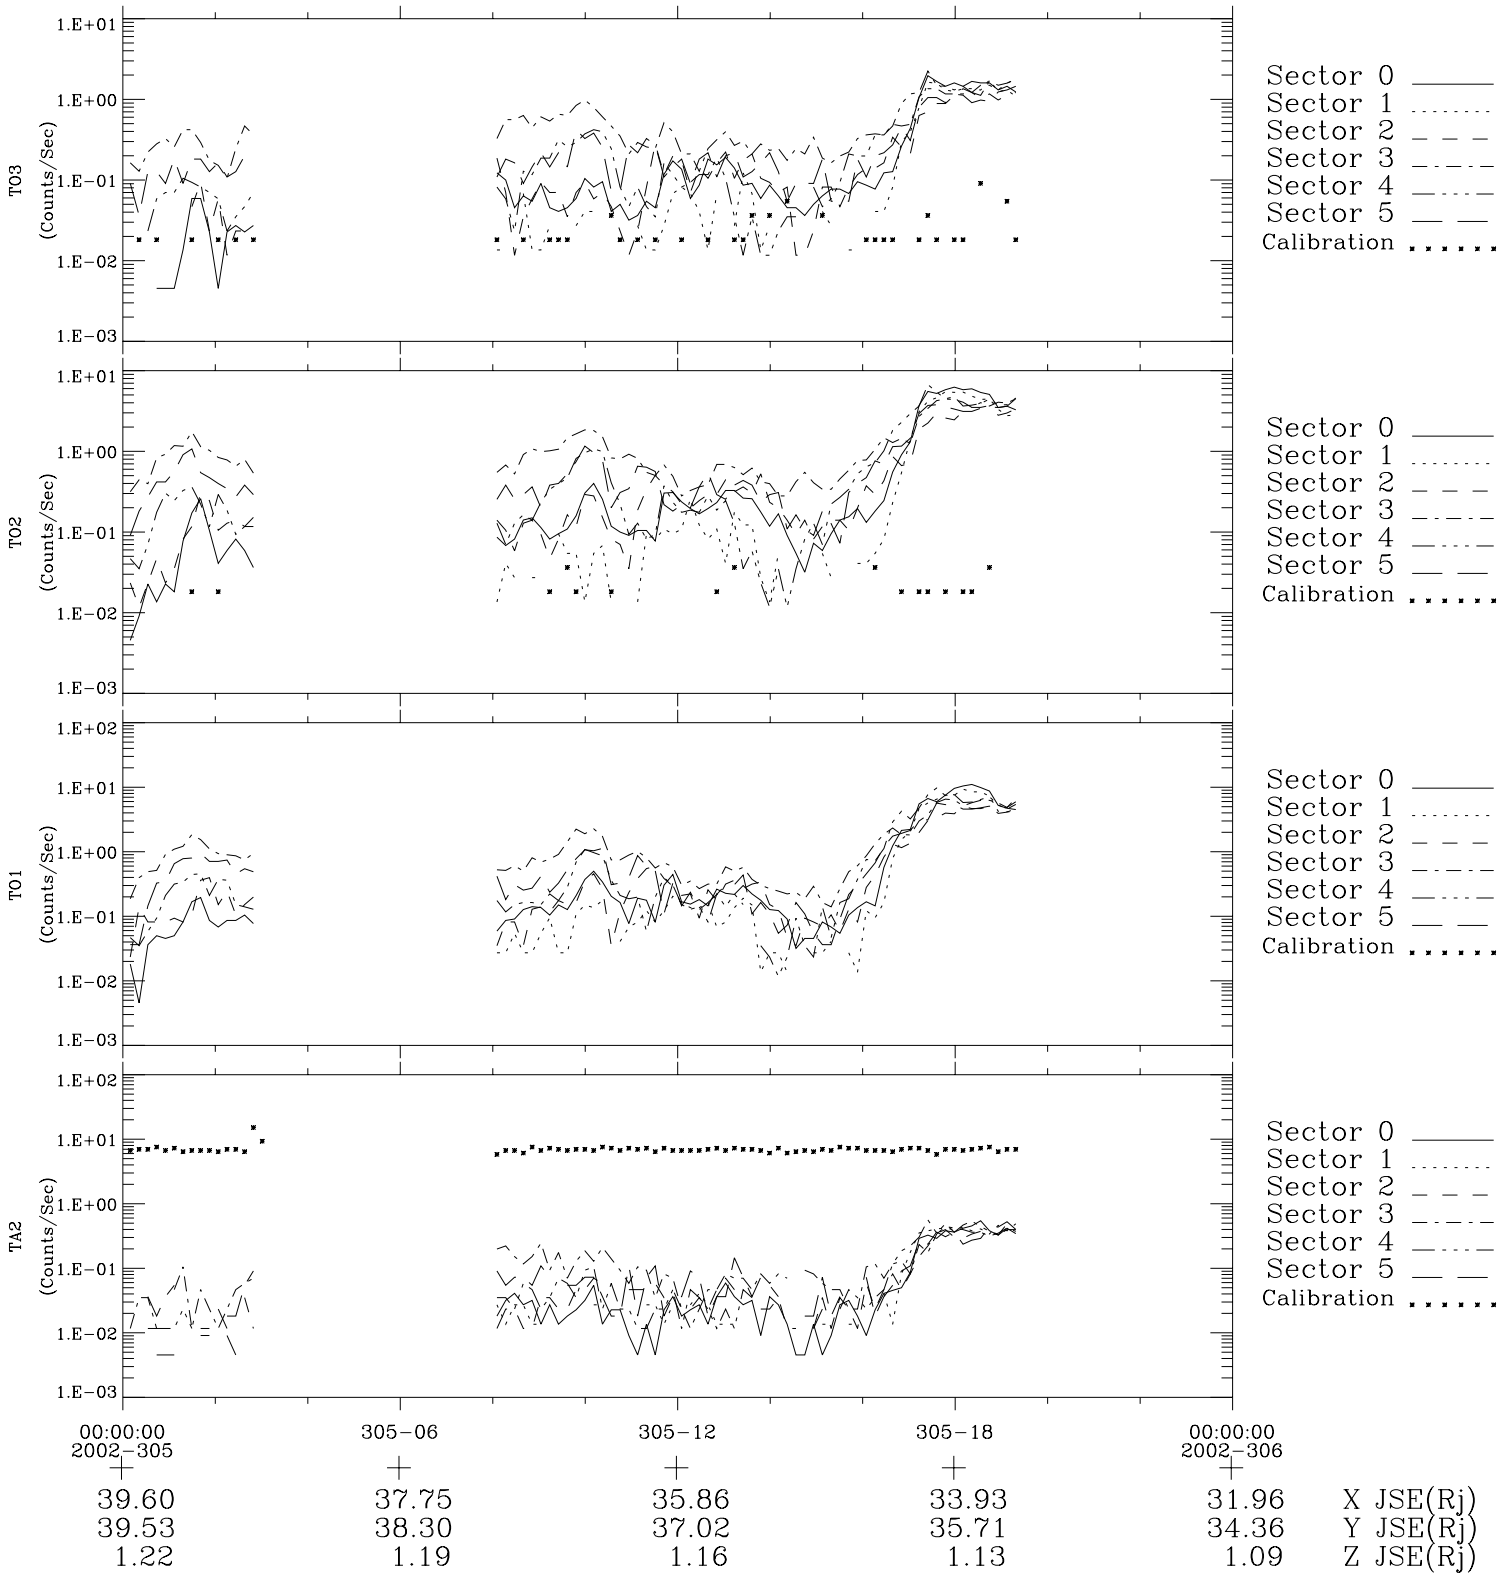 1.E+01
1.E+00
1.E-01
1.E-02
1.E-03
TO3
(Counts/Sec)
Sector 0
Sector 1
Sector 2
Sector 3
Sector 4
Sector 5
Calibration
1.E+01
1.E+00
1.E-01
1.E-02
1.E-03
TO2
(Counts/Sec)
Sector 0
Sector 1
Sector 2
Sector 3
Sector 4
Sector 5
Calibration
1.E+02
1.E+01
1.E+00
1.E-01
1.E-02
1.E-03
TO1
(Counts/Sec)
Sector 0
Sector 1
Sector 2
Sector 3
Sector 4
Sector 5
Calibration
1.E+02
1.E+01
1.E+00
1.E-01
1.E-02
1.E-03
TA2
(Counts/Sec)
Sector 0
Sector 1
Sector 2
Sector 3
Sector 4
Sector 5
Calibration
00:00:00 305-06 305-12 305-18 00:00:00
2002-305 2002-306
39.60 37.75 35.86 33.93 31.96 X JSE(Rj)
39.53 38.30 37.02 35.71 34.36 Y JSE(Rj)
1.22 1.19 1.16 1.13 1.09 Z JSE(Rj)